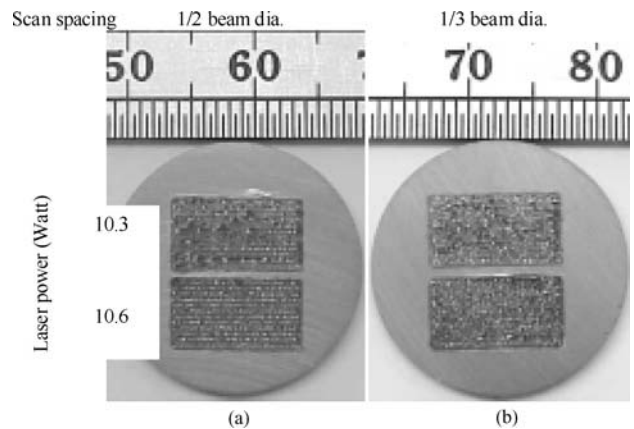 Scan spacing 1/2 beam dia. 1/3 beam dia.
50 60 70 80
Laser power (Watt)
10.3
10.6
(a) (b)